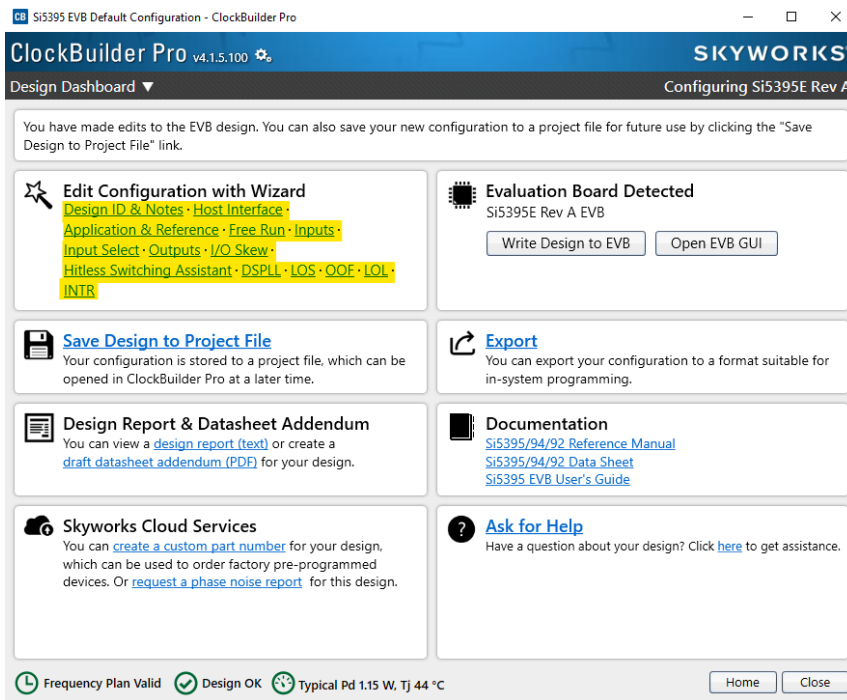 CB Si5395 EVB Default Configuration - ClockBuilder Pro
ClockBuilder Pro v4.1.5.100
SKYWORKS
Design Dashboard ▼
Configuring Si5395E Rev A
You have made edits to the EVB design. You can also save your new configuration to a project file for future use by clicking the "Save
Design to Project File" link.
Edit Configuration with Wizard
Design ID & Notes · Host Interface ·
Application & Reference · Free Run · Inputs ·
Input Select · Outputs · I/O Skew ·
Hitless Switching Assistant · DSPLL · LOS · OOF · LOL ·
INTR
Evaluation Board Detected
Si5395E Rev A EVB
Write Design to EVB
Open EVB GUI
Save Design to Project File
Your configuration is stored to a project file, which can be
opened in ClockBuilder Pro at a later time.
Export
You can export your configuration to a format suitable for
in-system programming.
Design Report & Datasheet Addendum
You can view a design report (text) or create a
draft datasheet addendum (PDF) for your design.
Documentation
Si5395/94/92 Reference Manual
Si5395/94/92 Data Sheet
Si5395 EVB User's Guide
Skyworks Cloud Services
You can create a custom part number for your design,
which can be used to order factory pre-programmed
devices. Or request a phase noise report for this design.
? Ask for Help
Have a question about your design? Click here to get assistance.
Frequency Plan Valid
Design OK
Typical Pd 1.15 W, Tj 44 °C
Home
Close